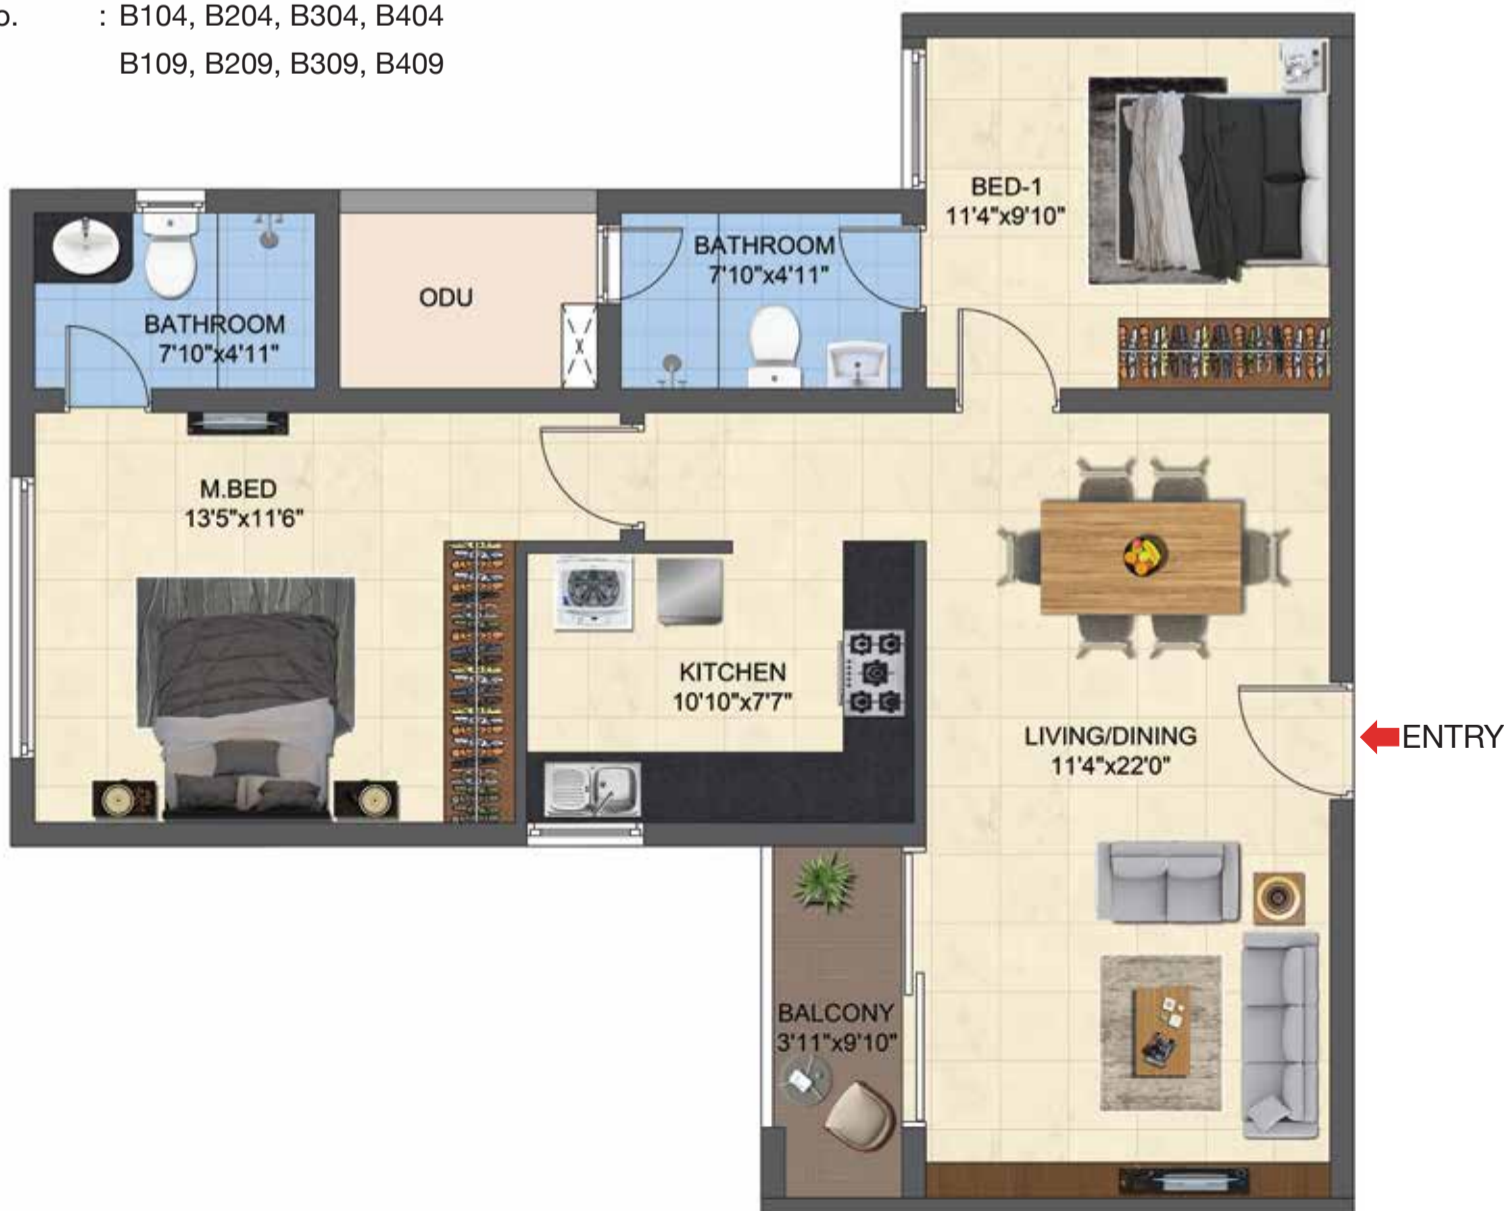 : B104, B204, B304, B404
B109, B209, B309, B409
BED-1
11'4"x9'10"
BATHROOM
7'10"x4'11"
ODU
BATHROOM
7'10"x4'11"
M.BED
13'5"x11'6"
KITCHEN
10'10"x7'7"
LIVING/DINING
11'4"x22'0"
ENTRY
BALCONY
3'11"x9'10"